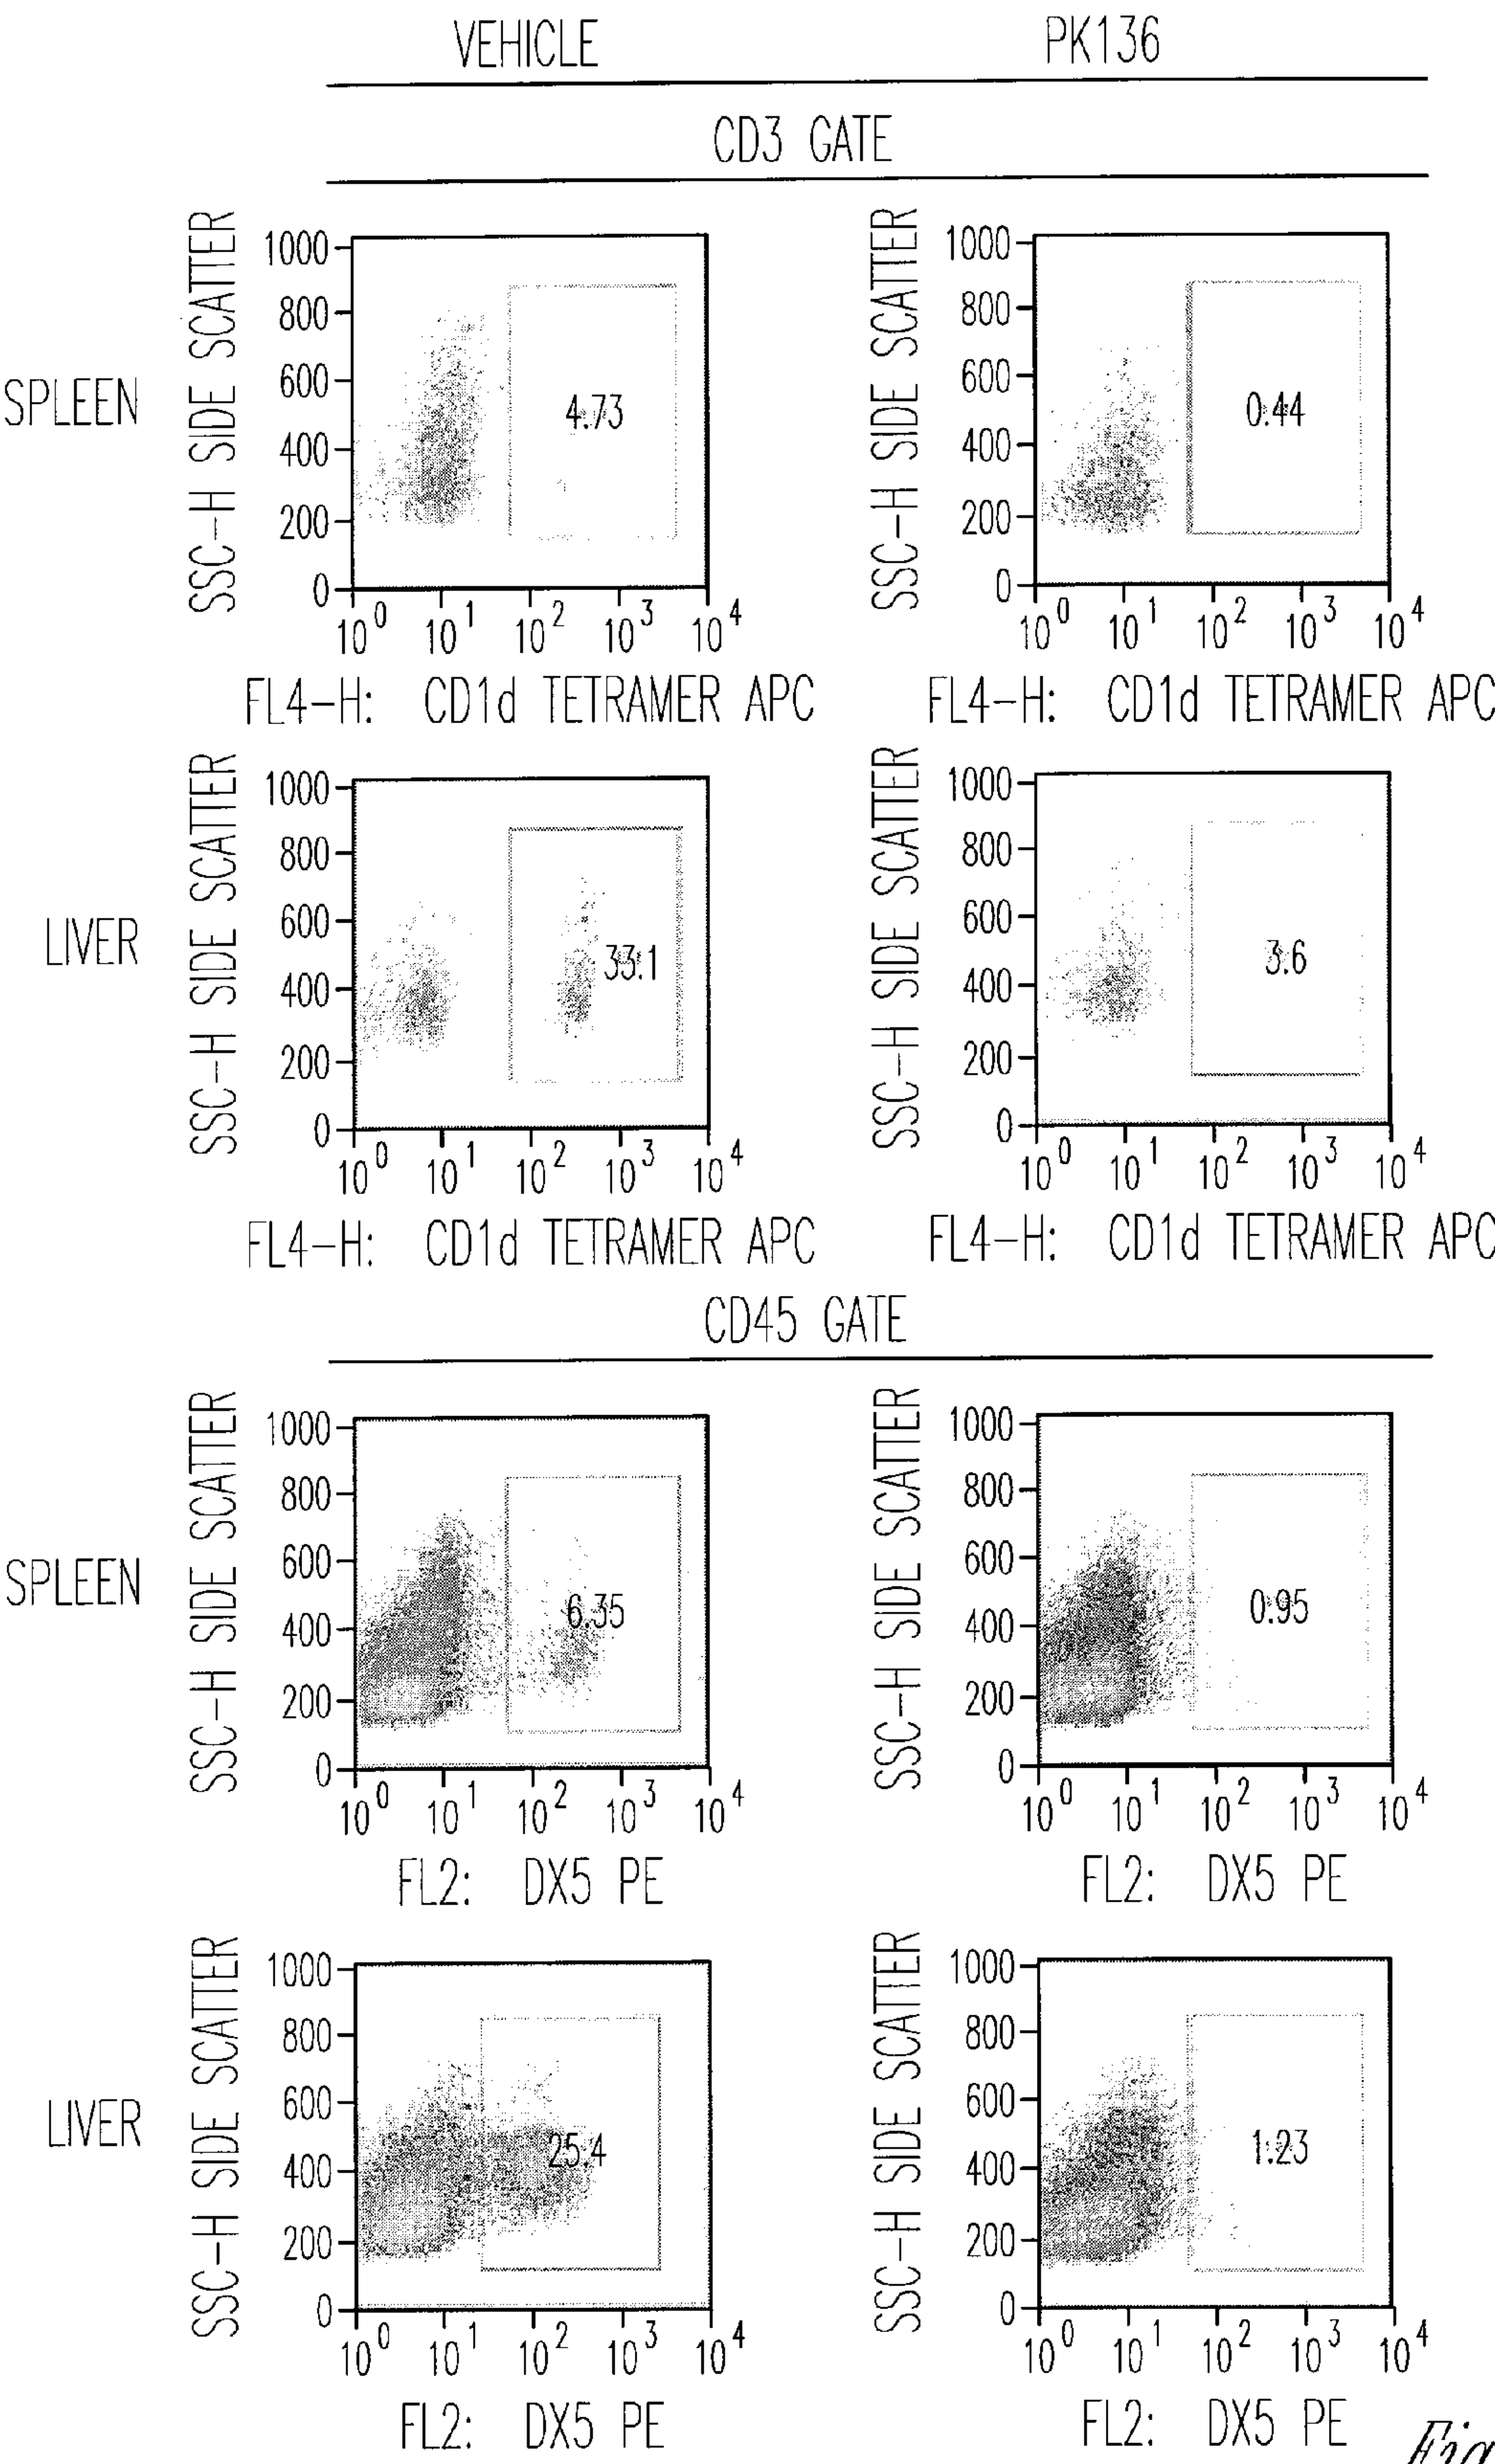 VEHICLE PK136
CD3 GATE
SPLEEN
SSC-H SIDE SCATTER
1000
800
600
400
200
0
4.73
10^0 10^1 10^2 10^3 10^4
FL4-H: CD1d TETRAMER APC
SSC-H SIDE SCATTER
1000
800
600
400
200
0
0.44
10^0 10^1 10^2 10^3 10^4
FL4-H: CD1d TETRAMER APC
LIVER
SSC-H SIDE SCATTER
1000
800
600
400
200
0
33.1
10^0 10^1 10^2 10^3 10^4
FL4-H: CD1d TETRAMER APC
SSC-H SIDE SCATTER
1000
800
600
400
200
0
3.6
10^0 10^1 10^2 10^3 10^4
FL4-H: CD1d TETRAMER APC
CD45 GATE
SPLEEN
SSC-H SIDE SCATTER
1000
800
600
400
200
0
6.35
10^0 10^1 10^2 10^3 10^4
FL2: DX5 PE
SSC-H SIDE SCATTER
1000
800
600
400
200
0
0.95
10^0 10^1 10^2 10^3 10^4
FL2: DX5 PE
LIVER
SSC-H SIDE SCATTER
1000
800
600
400
200
0
25.4
10^0 10^1 10^2 10^3 10^4
FL2: DX5 PE
SSC-H SIDE SCATTER
1000
800
600
400
200
0
1.23
10^0 10^1 10^2 10^3 10^4
FL2: DX5 PE